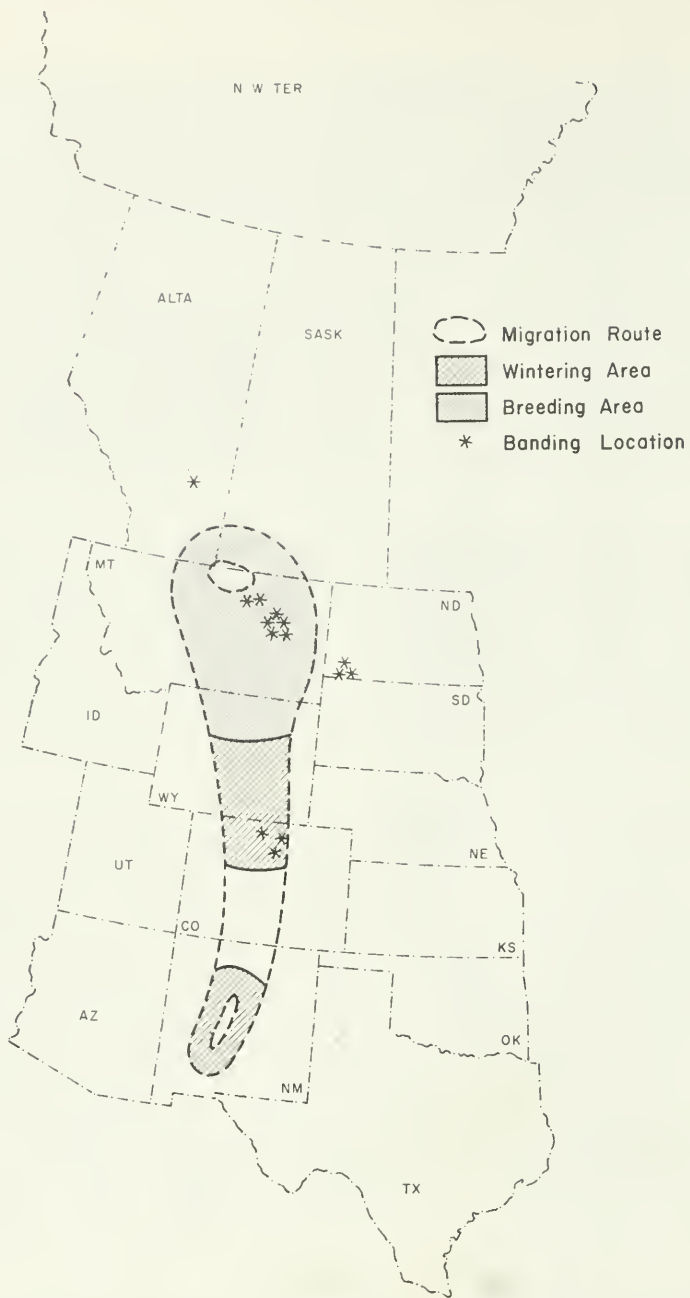 N W TER
ALTA
SASK
Migration Route
Wintering Area
Breeding Area
* Banding Location
MT
ND
ID
SD
WY
NE
UT
CO
KS
AZ
OK
NM
TX